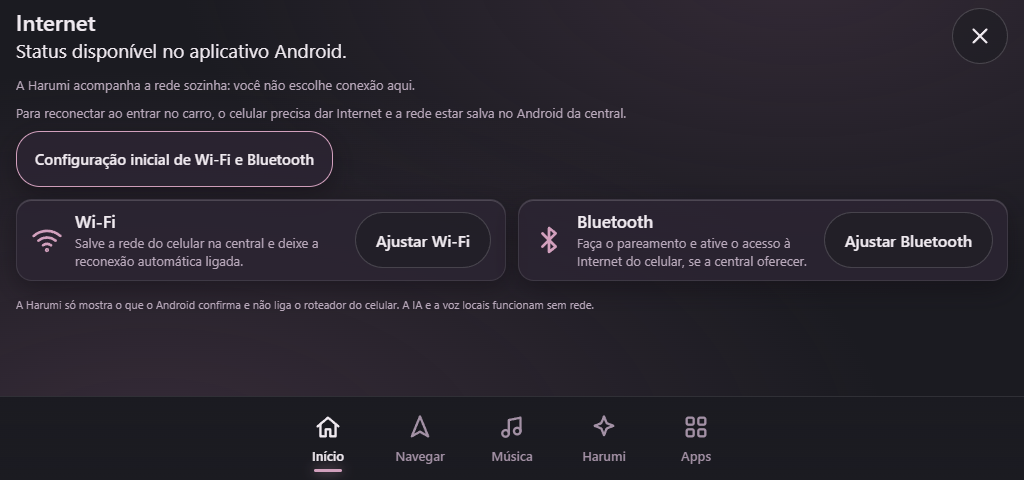 Internet
Status disponível no aplicativo Android.
A Harumi acompanha a rede sozinha: você não escolhe conexão aqui.
Para reconectar ao entrar no carro, o celular precisa dar Internet e a rede estar salva no Android da central.
Configuração inicial de Wi-Fi e Bluetooth
Wi-Fi
Salve a rede do celular na central e deixe a
reconexão automática ligada.
Ajustar Wi-Fi
Bluetooth
Faça o pareamento e ative o acesso à
Internet do celular, se a central oferecer.
Ajustar Bluetooth
A Harumi só mostra o que o Android confirma e não liga o roteador do celular. A IA e a voz locais funcionam sem rede.
Início
Navegar
Música
Harumi
Apps